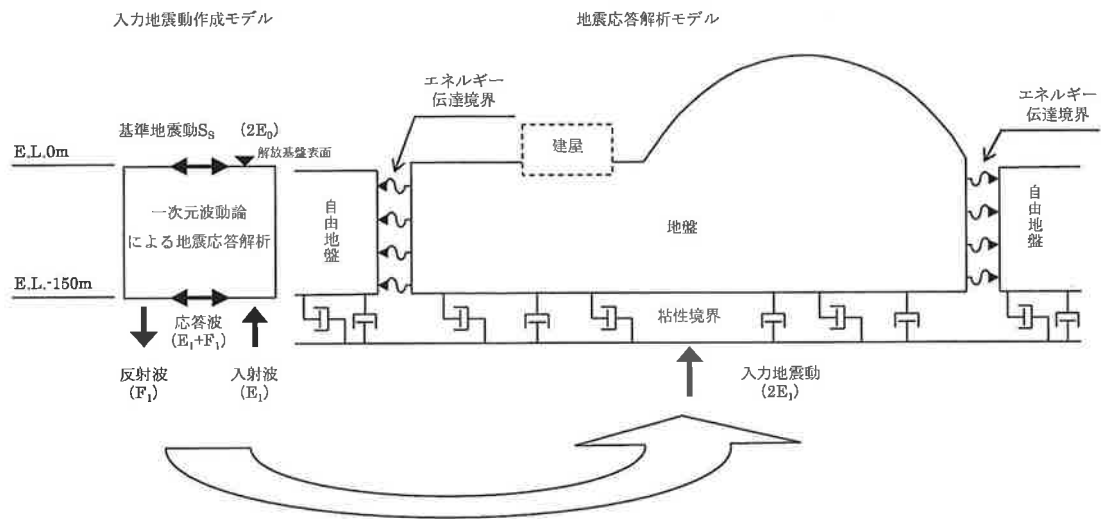 入力地震動作成モデル
地震応答解析モデル
エネルギー
伝達境界
エネルギー
伝達境界
基準地震動Ss (2E0)
解放基盤表面
建屋
E.L.0m
一次元波動論
による地震応答解析
自由地盤
地盤
自由地盤
E.L.-150m
応答波
(E1+F1)
粘性境界
反射波
(F1)
入射波
(E1)
入力地震動
(2E1)